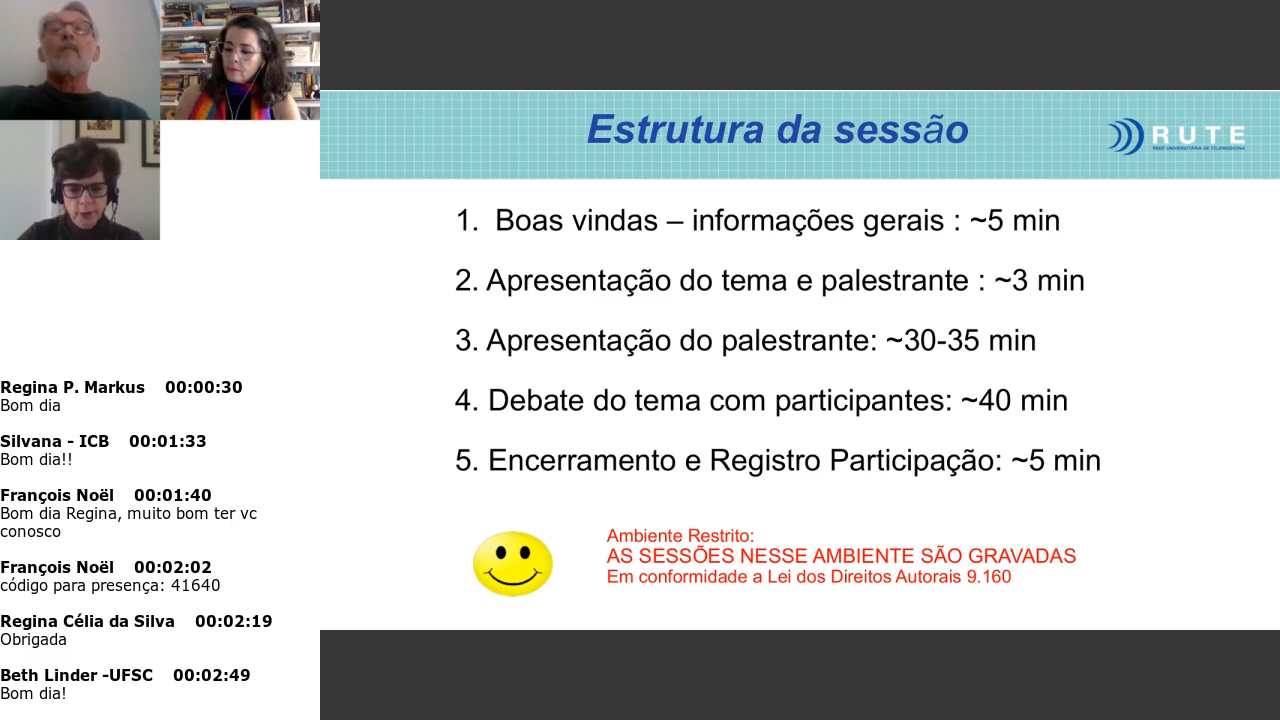 Estrutura da sessão
RUTE
REDE UNIVERSITÁRIA DE TELEMEDICINA
1. Boas vindas – informações gerais : ~5 min
2. Apresentação do tema e palestrante : ~3 min
3. Apresentação do palestrante: ~30-35 min
4. Debate do tema com participantes: ~40 min
5. Encerramento e Registro Participação: ~5 min
Ambiente Restrito:
AS SESSÕES NESSE AMBIENTE SÃO GRAVADAS
Em conformidade a Lei dos Direitos Autorais 9.160
Regina P. Markus 00:00:30
Bom dia
Silvana - ICB 00:01:33
Bom dia!!
François Noël 00:01:40
Bom dia Regina, muito bom ter vc
conosco
François Noël 00:02:02
código para presença: 41640
Regina Célia da Silva 00:02:19
Obrigada
Beth Linder -UFSC 00:02:49
Bom dia!